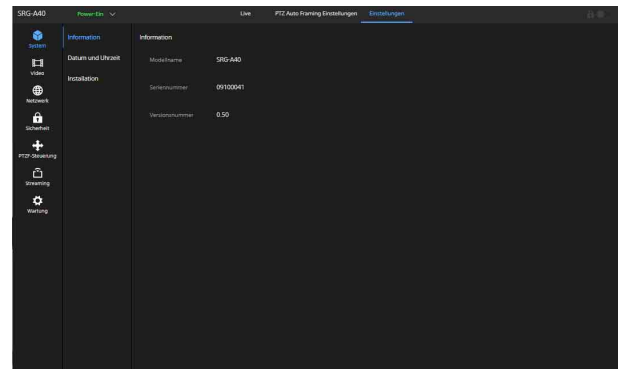 SRG-A40 Power-Ein Live PTZ Auto Framing Einstellungen Einstellungen
System
Video
Netzwerk
Sicherheit
PTZF-Steuerung
Streaming
Wartung
Information
Datum und Uhrzeit
Installation
Information
Modellname SRG-A40
Seriennummer 09100041
Versionsnummer 0.50